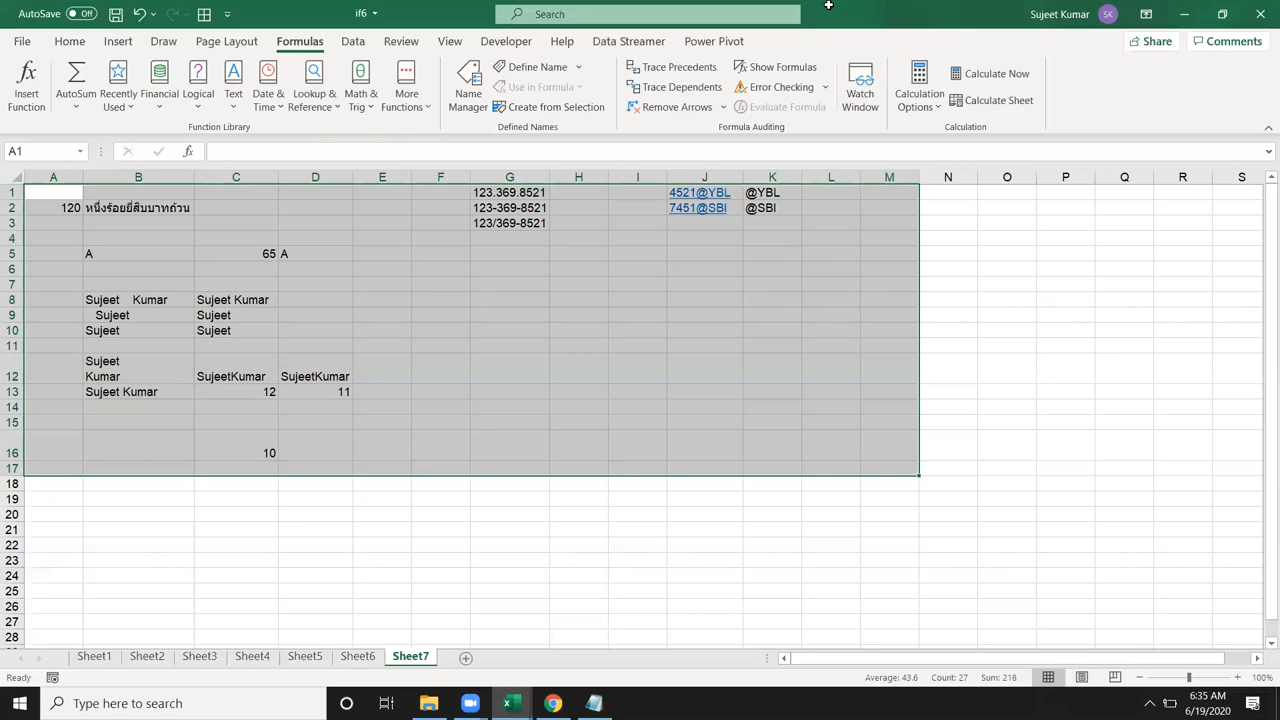 AutoSave Off if6 Search Sujeet Kumar SK
File Home Insert Draw Page Layout Formulas Data Review View Developer Help Data Streamer Power Pivot Share Comments
Insert Function
AutoSum
Recently Used
Financial
Logical
Text
Date & Time
Lookup & Reference
Math & Trig
More Functions
Function Library
Name Manager
Define Name
Use in Formula
Create from Selection
Defined Names
Trace Precedents
Trace Dependents
Remove Arrows
Show Formulas
Error Checking
Evaluate Formula
Formula Auditing
Watch Window
Calculation Options
Calculate Now
Calculate Sheet
Calculation
A1 fx
A B C D E F G H I J K L M N O P Q R S
1 123.369.8521 4521@YBL @YBL
2 120 หนึ่งร้อยยี่สิบบาทถ้วน 123-369-8521 7451@SBI @SBI
3 123/369-8521
4
5 A 65 A
6
7
8 Sujeet Kumar Sujeet Kumar
9 Sujeet Sujeet
10 Sujeet Sujeet
11
Sujeet
12 Kumar SujeetKumar SujeetKumar
13 Sujeet Kumar 12 11
14
15
16 10
17
18
19
20
21
22
23
24
25
26
27
28
Sheet1 Sheet2 Sheet3 Sheet4 Sheet5 Sheet6 Sheet7
Ready Average: 43.6 Count: 27 Sum: 218 100%
Type here to search
6:35 AM
6/19/2020